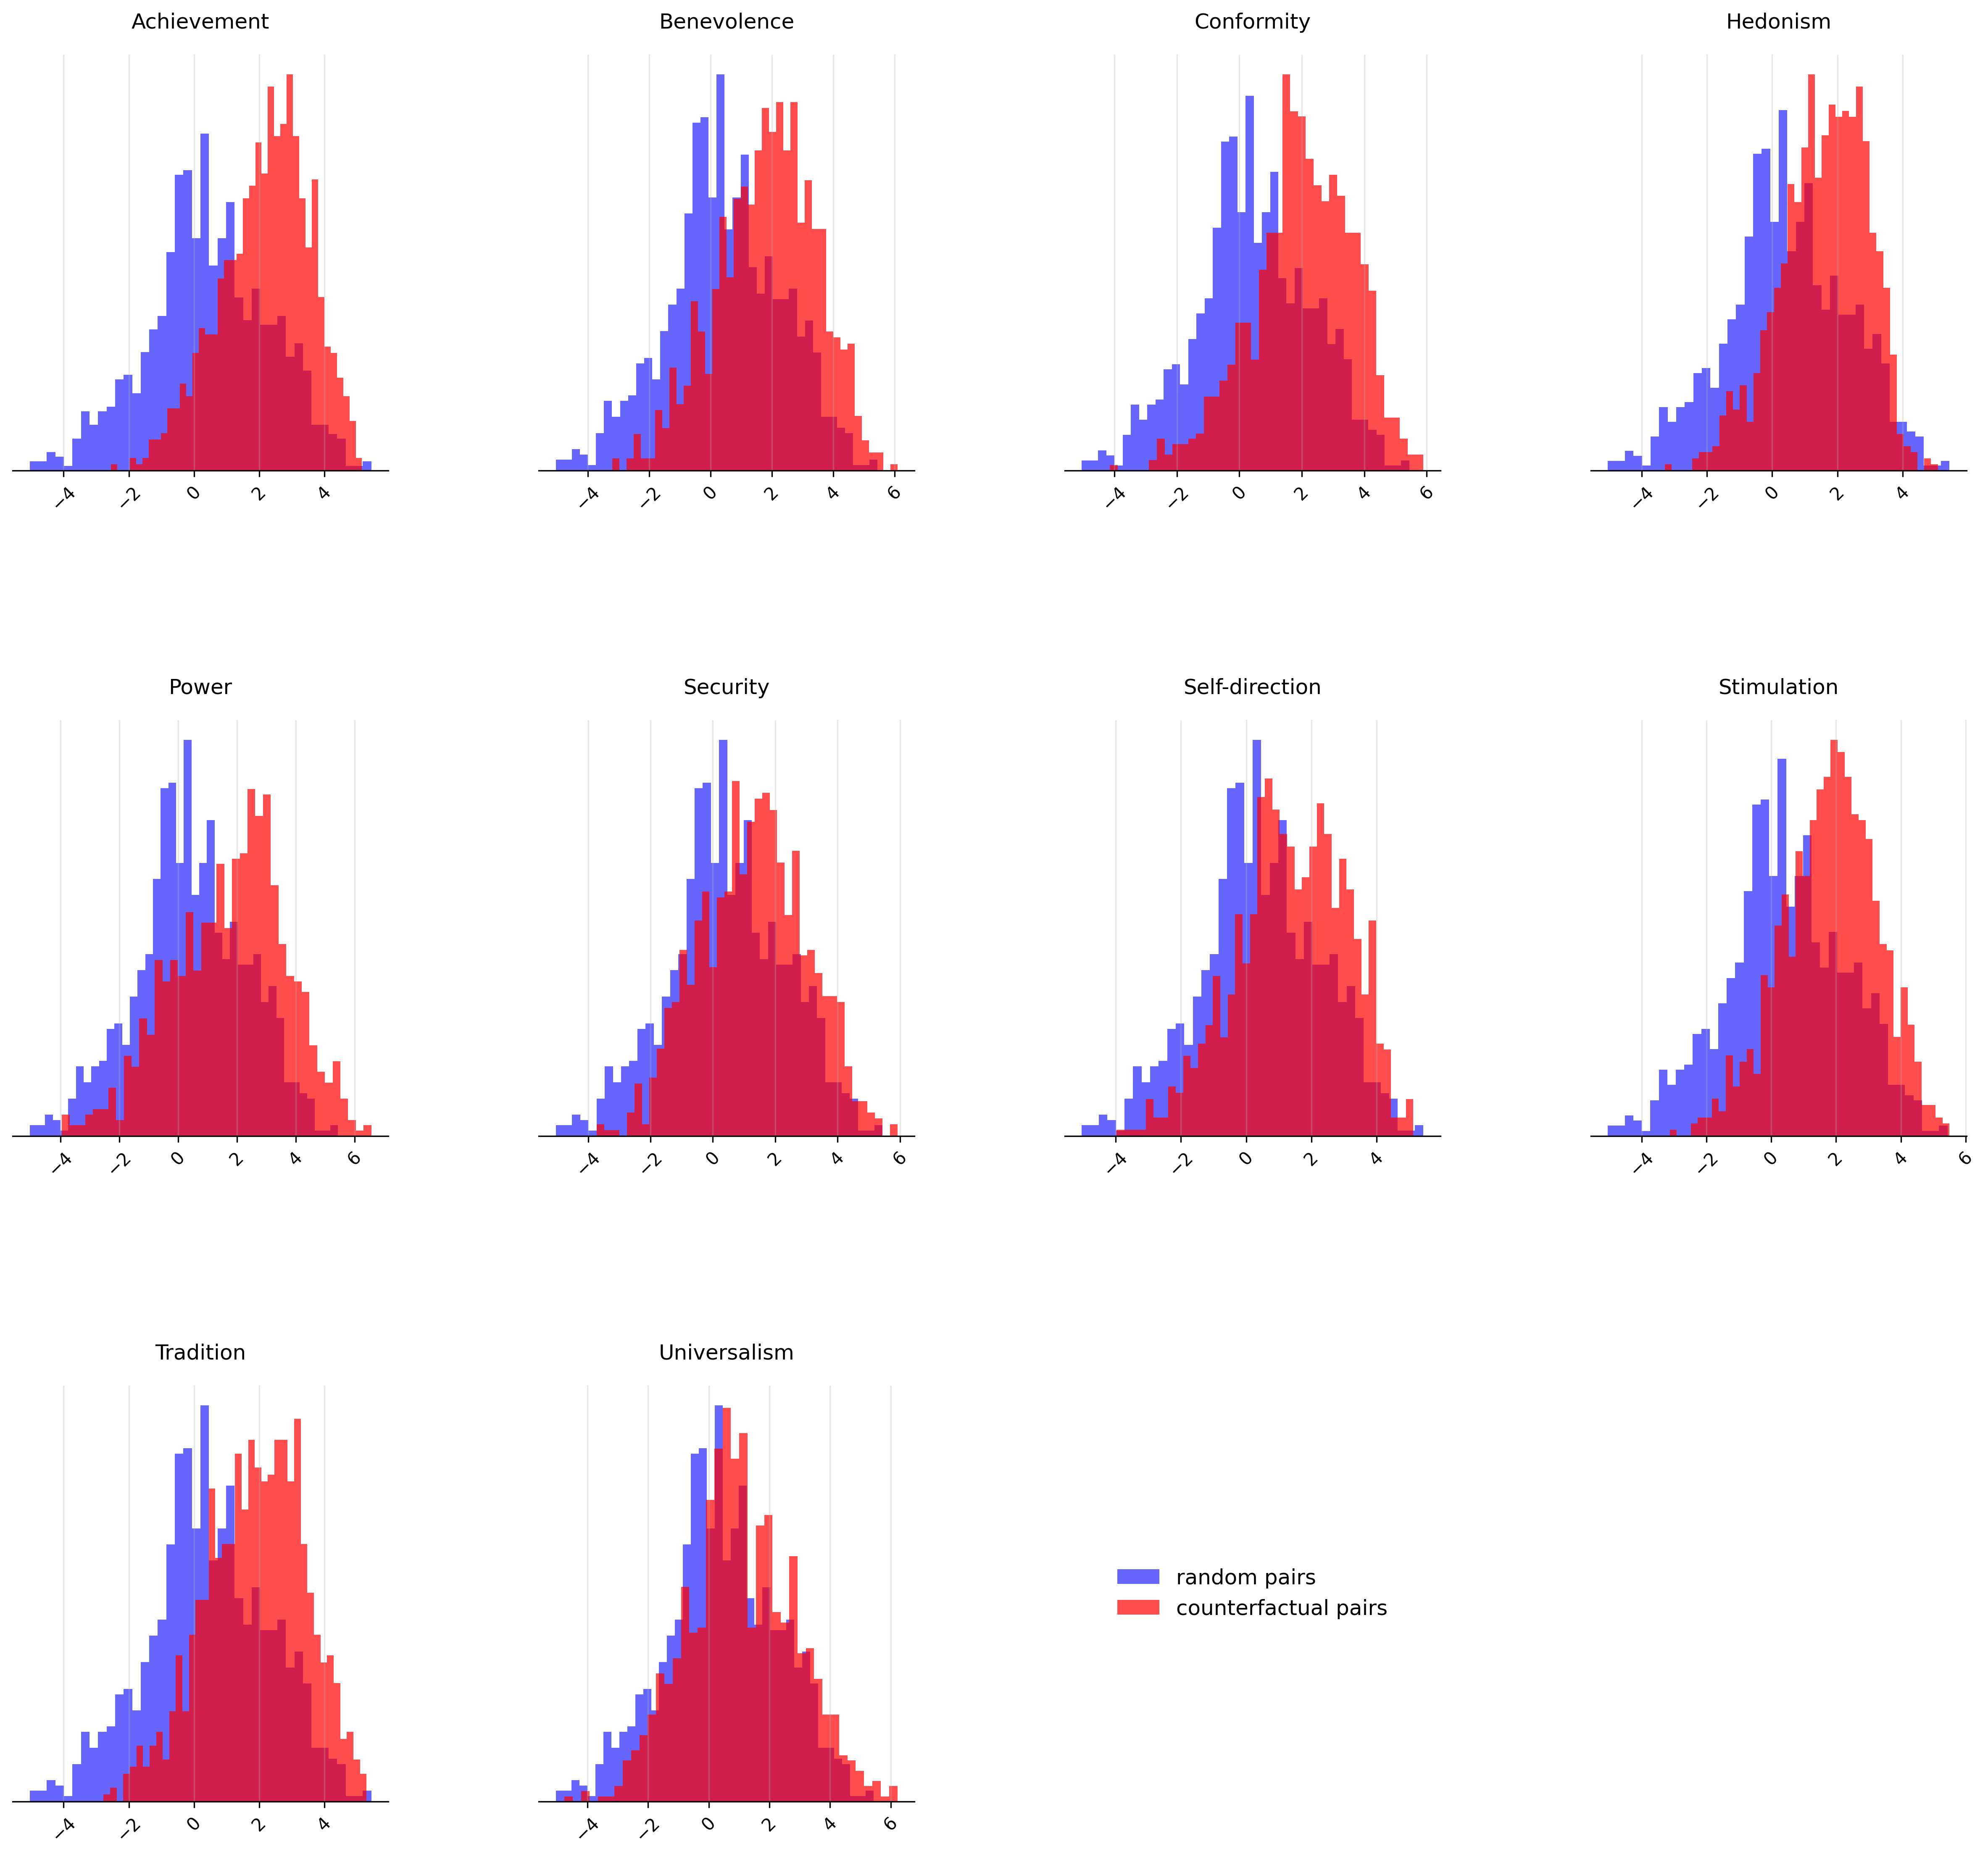 Achievement
Benevolence
Conformity
Hedonism
−4 −2 0 2 4
−4 −2 0 2 4 6
−4 −2 0 2 4 6
−4 −2 0 2 4
Power
Security
Self-direction
Stimulation
−4 −2 0 2 4 6
−4 −2 0 2 4 6
−4 −2 0 2 4
−4 −2 0 2 4 6
Tradition
Universalism
random pairs
counterfactual pairs
−4 −2 0 2 4
−4 −2 0 2 4 6